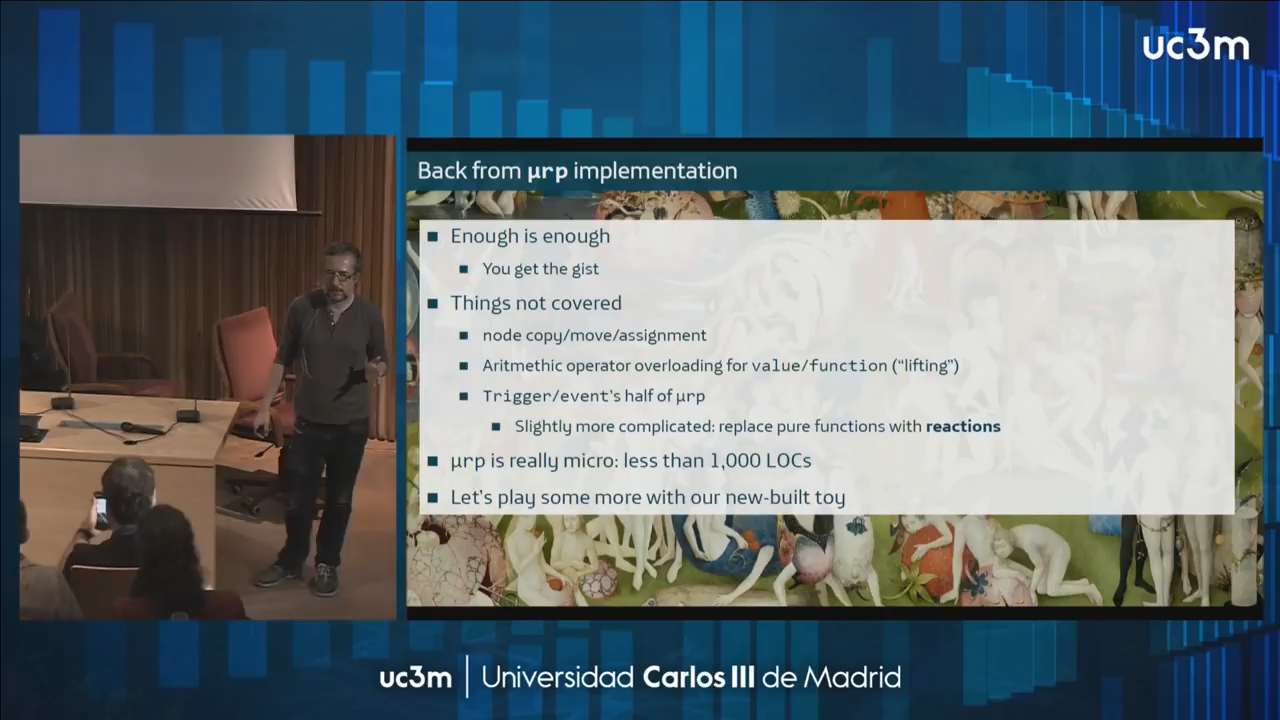 uc3m
Back from µrp implementation
Enough is enough
You get the gist
Things not covered
node copy/move/assignment
Aritmethic operator overloading for value/function (“lifting”)
Trigger/event's half of µrp
Slightly more complicated: replace pure functions with reactions
µrp is really micro: less than 1,000 LOCs
Let's play some more with our new-built toy
uc3m | Universidad Carlos III de Madrid